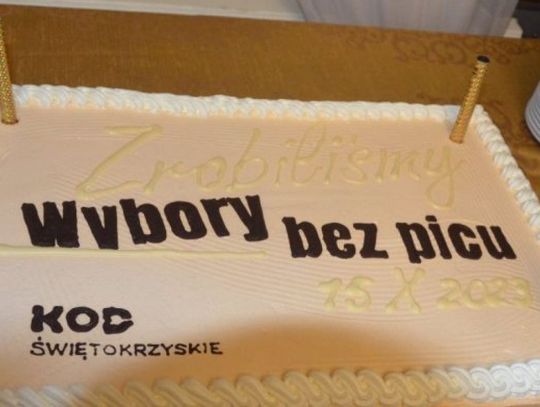 Zrobiliśmy
Wybory bez picu
15 X 2023
KOD
ŚWIĘTOKRZYSKIE